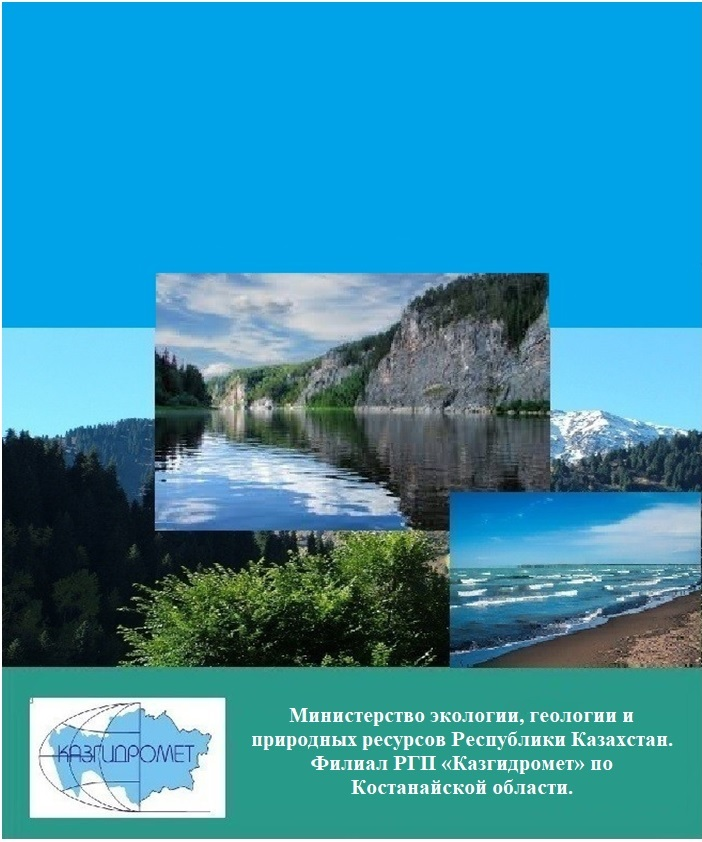 КАЗГИДРОМЕТ
Министерство экологии, геологии и
природных ресурсов Республики Казахстан.
Филиал РГП «Казгидромет» по
Костанайской области.